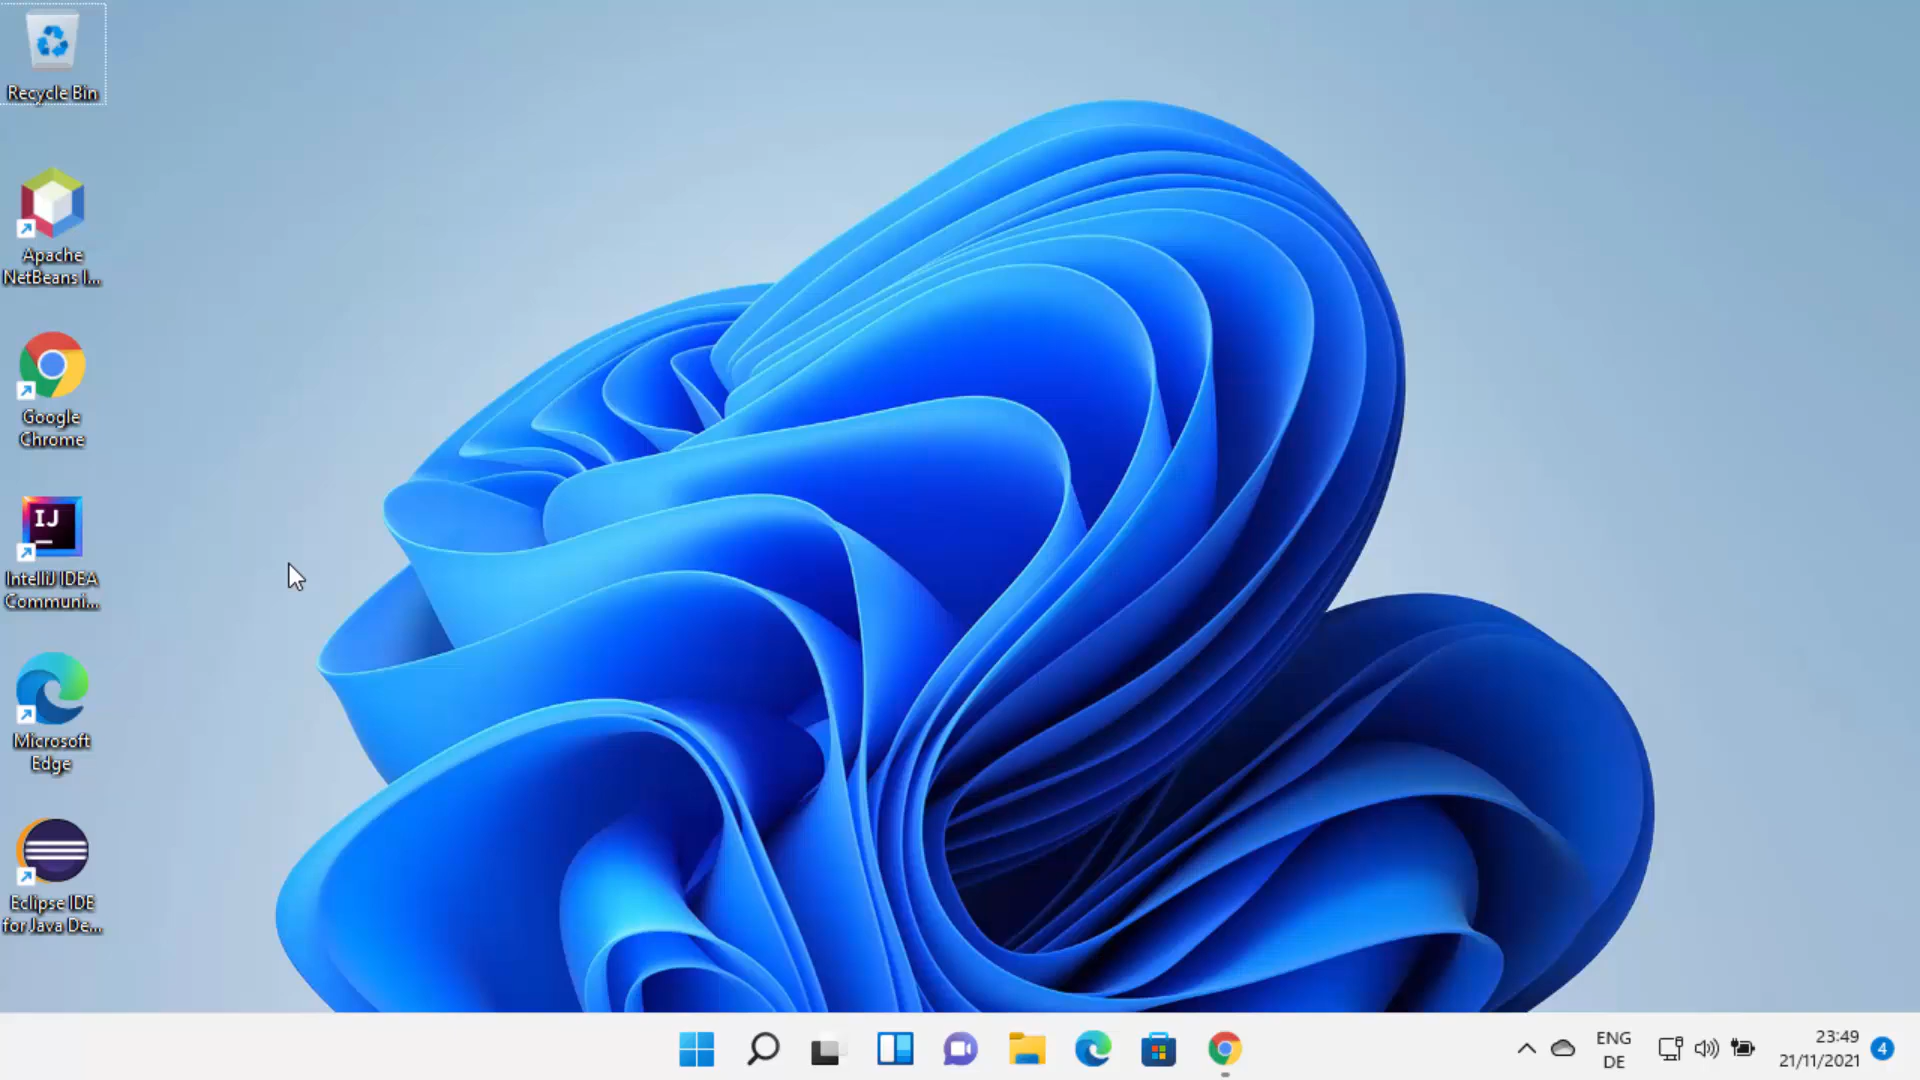 Recycle Bin
Apache
NetBeans I...
Google
Chrome
IJ
IntelliJ IDEA
Communi...
Microsoft
Edge
Eclipse IDE
for Java De...
ENG
DE
23:49
21/11/2021
4